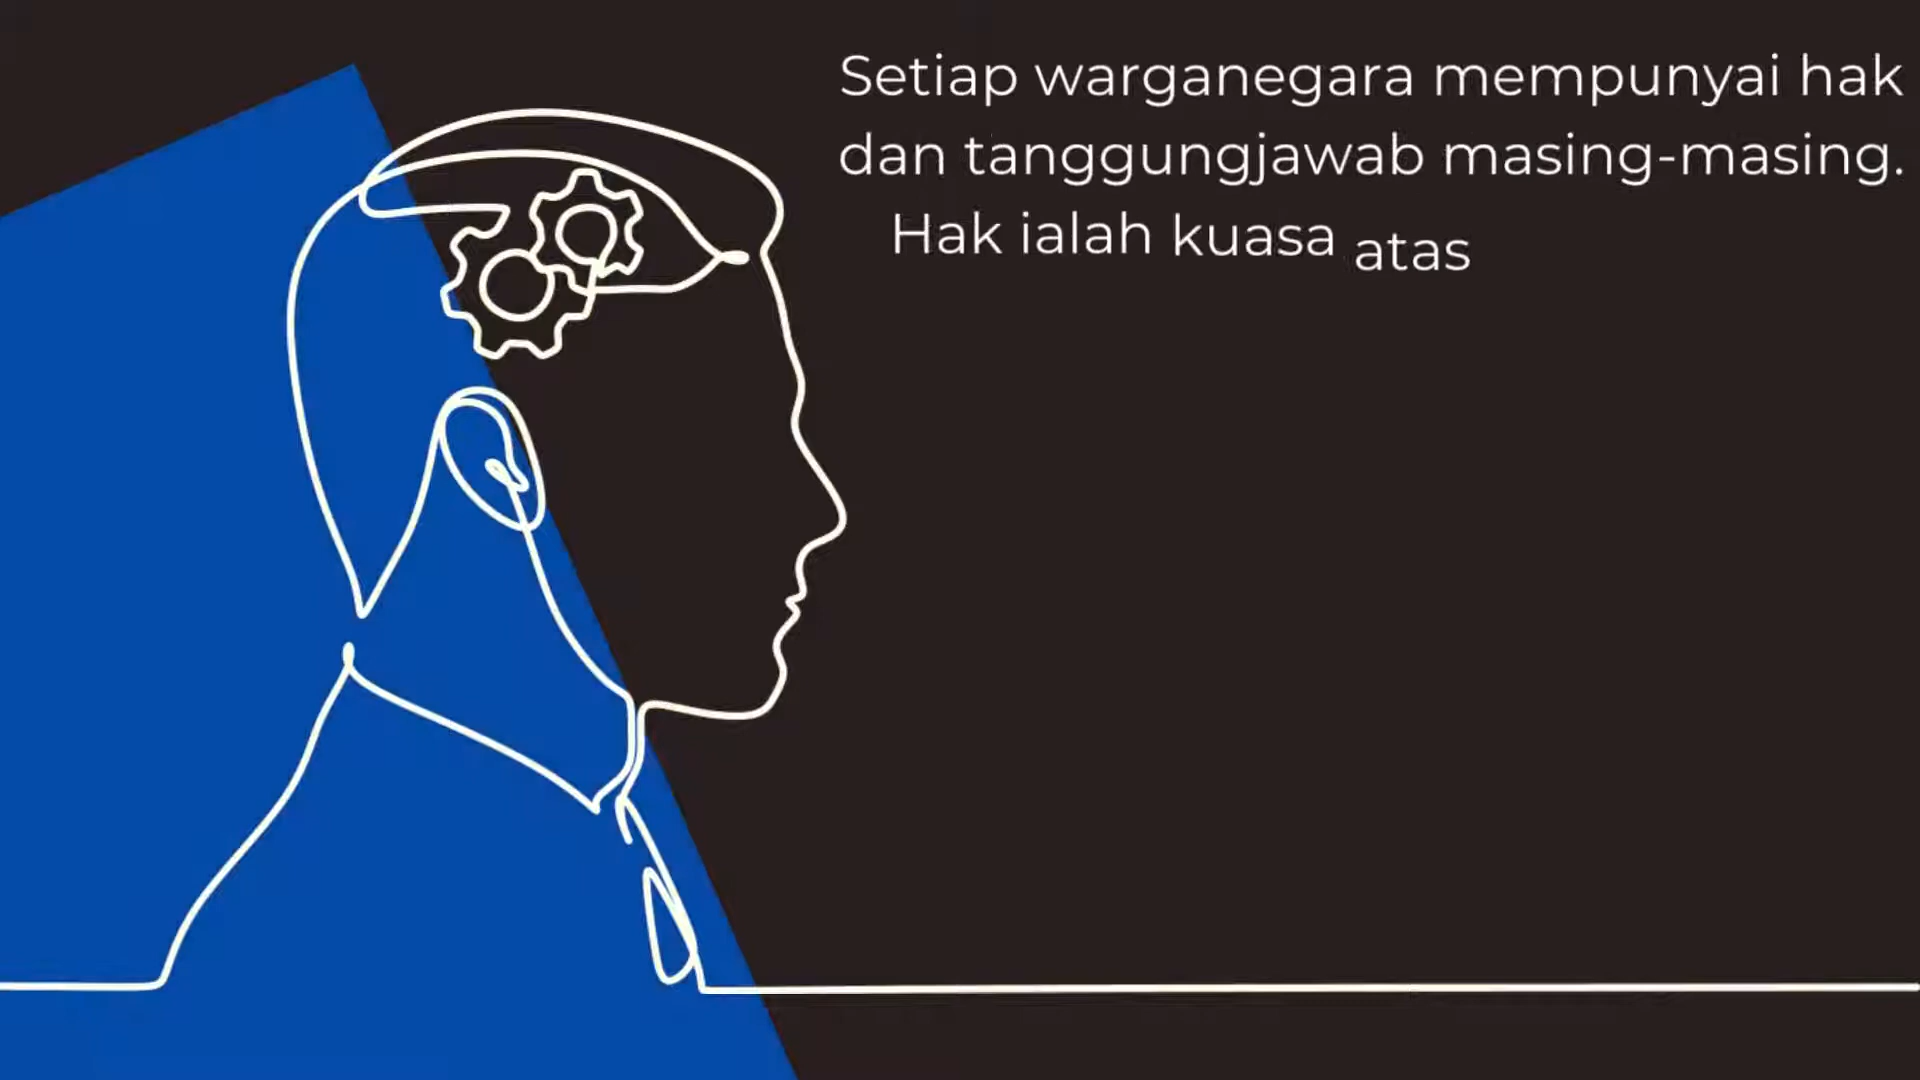 Setiap warganegara mempunyai hak
dan tanggungjawab masing-masing.
Hak ialah kuasa atas